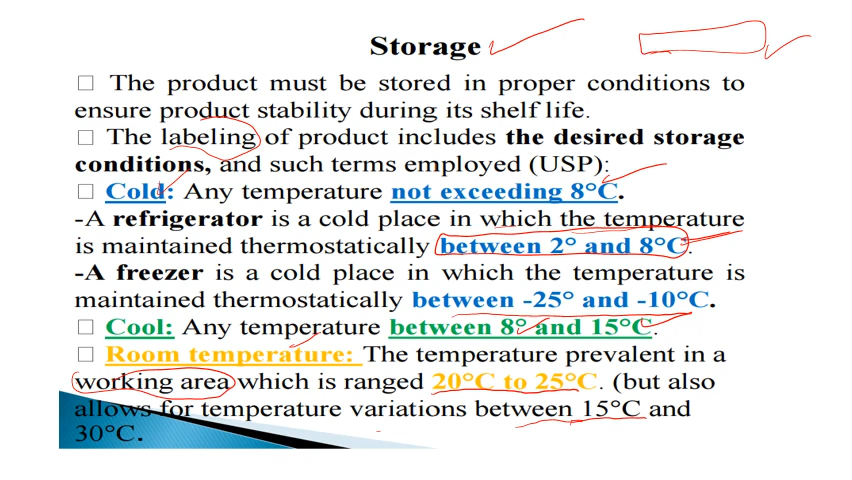 Storage
□ The product must be stored in proper conditions to
ensure product stability during its shelf life.
□ The labeling of product includes the desired storage
conditions, and such terms employed (USP):
□ Cold: Any temperature not exceeding 8°C.
-A refrigerator is a cold place in which the temperature
is maintained thermostatically between 2° and 8°C.
-A freezer is a cold place in which the temperature is
maintained thermostatically between -25° and -10°C.
□ Cool: Any temperature between 8° and 15°C.
□ Room temperature: The temperature prevalent in a
working area which is ranged 20°C to 25°C. (but also
allows for temperature variations between 15°C and
30°C.